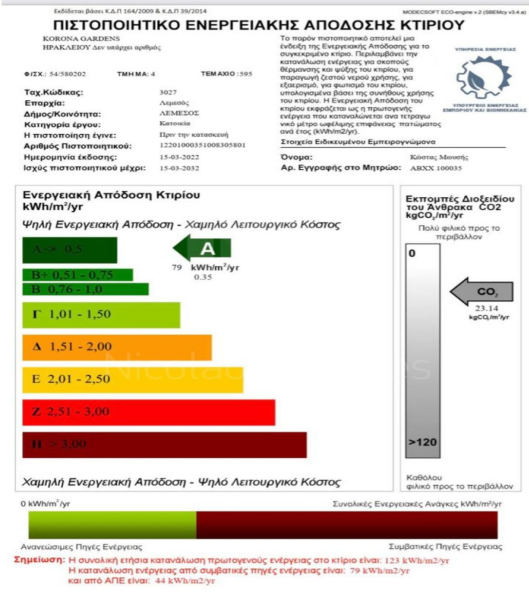 Εκδίδεται βάσει Κ.Δ.Π 164/2009 & Κ.Δ.Π 39/2014
MODECSOFT ECO-engine v.2 (SBEMcy v3.4.a)
ΠΙΣΤΟΠΟΙΗΤΙΚΟ ΕΝΕΡΓΕΙΑΚΗΣ ΑΠΟΔΟΣΗΣ ΚΤΙΡΙΟΥ
KORONA GARDENS
ΗΡΑΚΛΕΙΟΥ Δεν υπάρχει αριθμός
Φ/ΣΧ.: 54/580202 ΤΜΗΜΑ: 4 ΤΕΜΑΧΙΟ: 595
Ταχ.Κώδικας: 3027
Επαρχία: Λεμεσός
Δήμος/Κοινότητα: ΛΕΜΕΣΟΣ
Κατηγορία έργου: Κατοικία
Η πιστοποίηση έγινε: Πριν την κατασκευή
Αριθμός Πιστοποιητικού: 12201000351008305801
Ημερομηνία έκδοσης: 15-03-2022
Ισχύς πιστοποιητικού μέχρι: 15-03-2032
Το παρόν πιστοποιητικό αποτελεί μια
ένδειξη της Ενεργειακής Απόδοσης για το
συγκεκριμένο κτίριο. Περιλαμβάνει την
κατανάλωση ενέργειας για σκοπούς
θέρμανσης και ψύξης του κτιρίου, για
παραγωγή ζεστού νερού χρήσης, για
εξαερισμό, για φωτισμό του κτιρίου,
υπολογισμένα βάσει της συνήθους χρήσης
του κτιρίου. Η Ενεργειακή Απόδοση του
κτιρίου εκφράζεται ως η πρωτογενής
ενέργεια που καταναλώνεται ανα τετραγω
νικό μέτρο ωφέλιμης επιφάνειας πατώματος
ανά έτος (kWh/m2/yr).
Στοιχεία Ειδικευμένου Εμπειρογνώμονα
Όνομα: Κώστας Μουσής
Αρ. Εγγραφής στο Μητρώο: ABXX 100035
ΥΠΗΡΕΣΙΑ ΕΝΕΡΓΕΙΑΣ
ΥΠΟΥΡΓΕΙΟ ΕΝΕΡΓΕΙΑΣ
ΕΜΠΟΡΙΟΥ ΚΑΙ ΒΙΟΜΗΧΑΝΙΑΣ
Ενεργειακή Απόδοση Κτιρίου
kWh/m²/yr
Ψηλή Ενεργειακή Απόδοση - Χαμηλό Λειτουργικό Κόστος
A <= 0.5
A
79 kWh/m²/yr
0.35
B+ 0,51 - 0,75
B 0,76 - 1,0
Γ 1,01 - 1,50
Δ 1,51 - 2,00
E 2,01 - 2,50
Z 2,51 - 3,00
H > 3,00
Χαμηλή Ενεργειακή Απόδοση - Ψηλό Λειτουργικό Κόστος
Εκπομπές Διοξειδίου
του Άνθρακα CO2
kgCO₂/m²/yr
Πολύ φιλικό προς το
περιβάλλον
0
CO₂
23.14
kgCO₂/m²/yr
>120
Καθόλου
φιλικό προς το περιβάλλον
0 kWh/m²/yr
Συνολικές Ενεργειακές Ανάγκες kWh/m²/yr
Ανανεώσιμες Πηγές Ενέργειας
Συμβατικές Πηγές Ενέργειας
Σημείωση: Η συνολική ετήσια κατανάλωση πρωτογενούς ενέργειας στο κτίριο είναι: 123 kWh/m2/yr
Η κατανάλωση ενέργειας από συμβατικές πηγές ενέργειας είναι: 79 kWh/m2/yr
και από ΑΠΕ είναι: 44 kWh/m2/yr